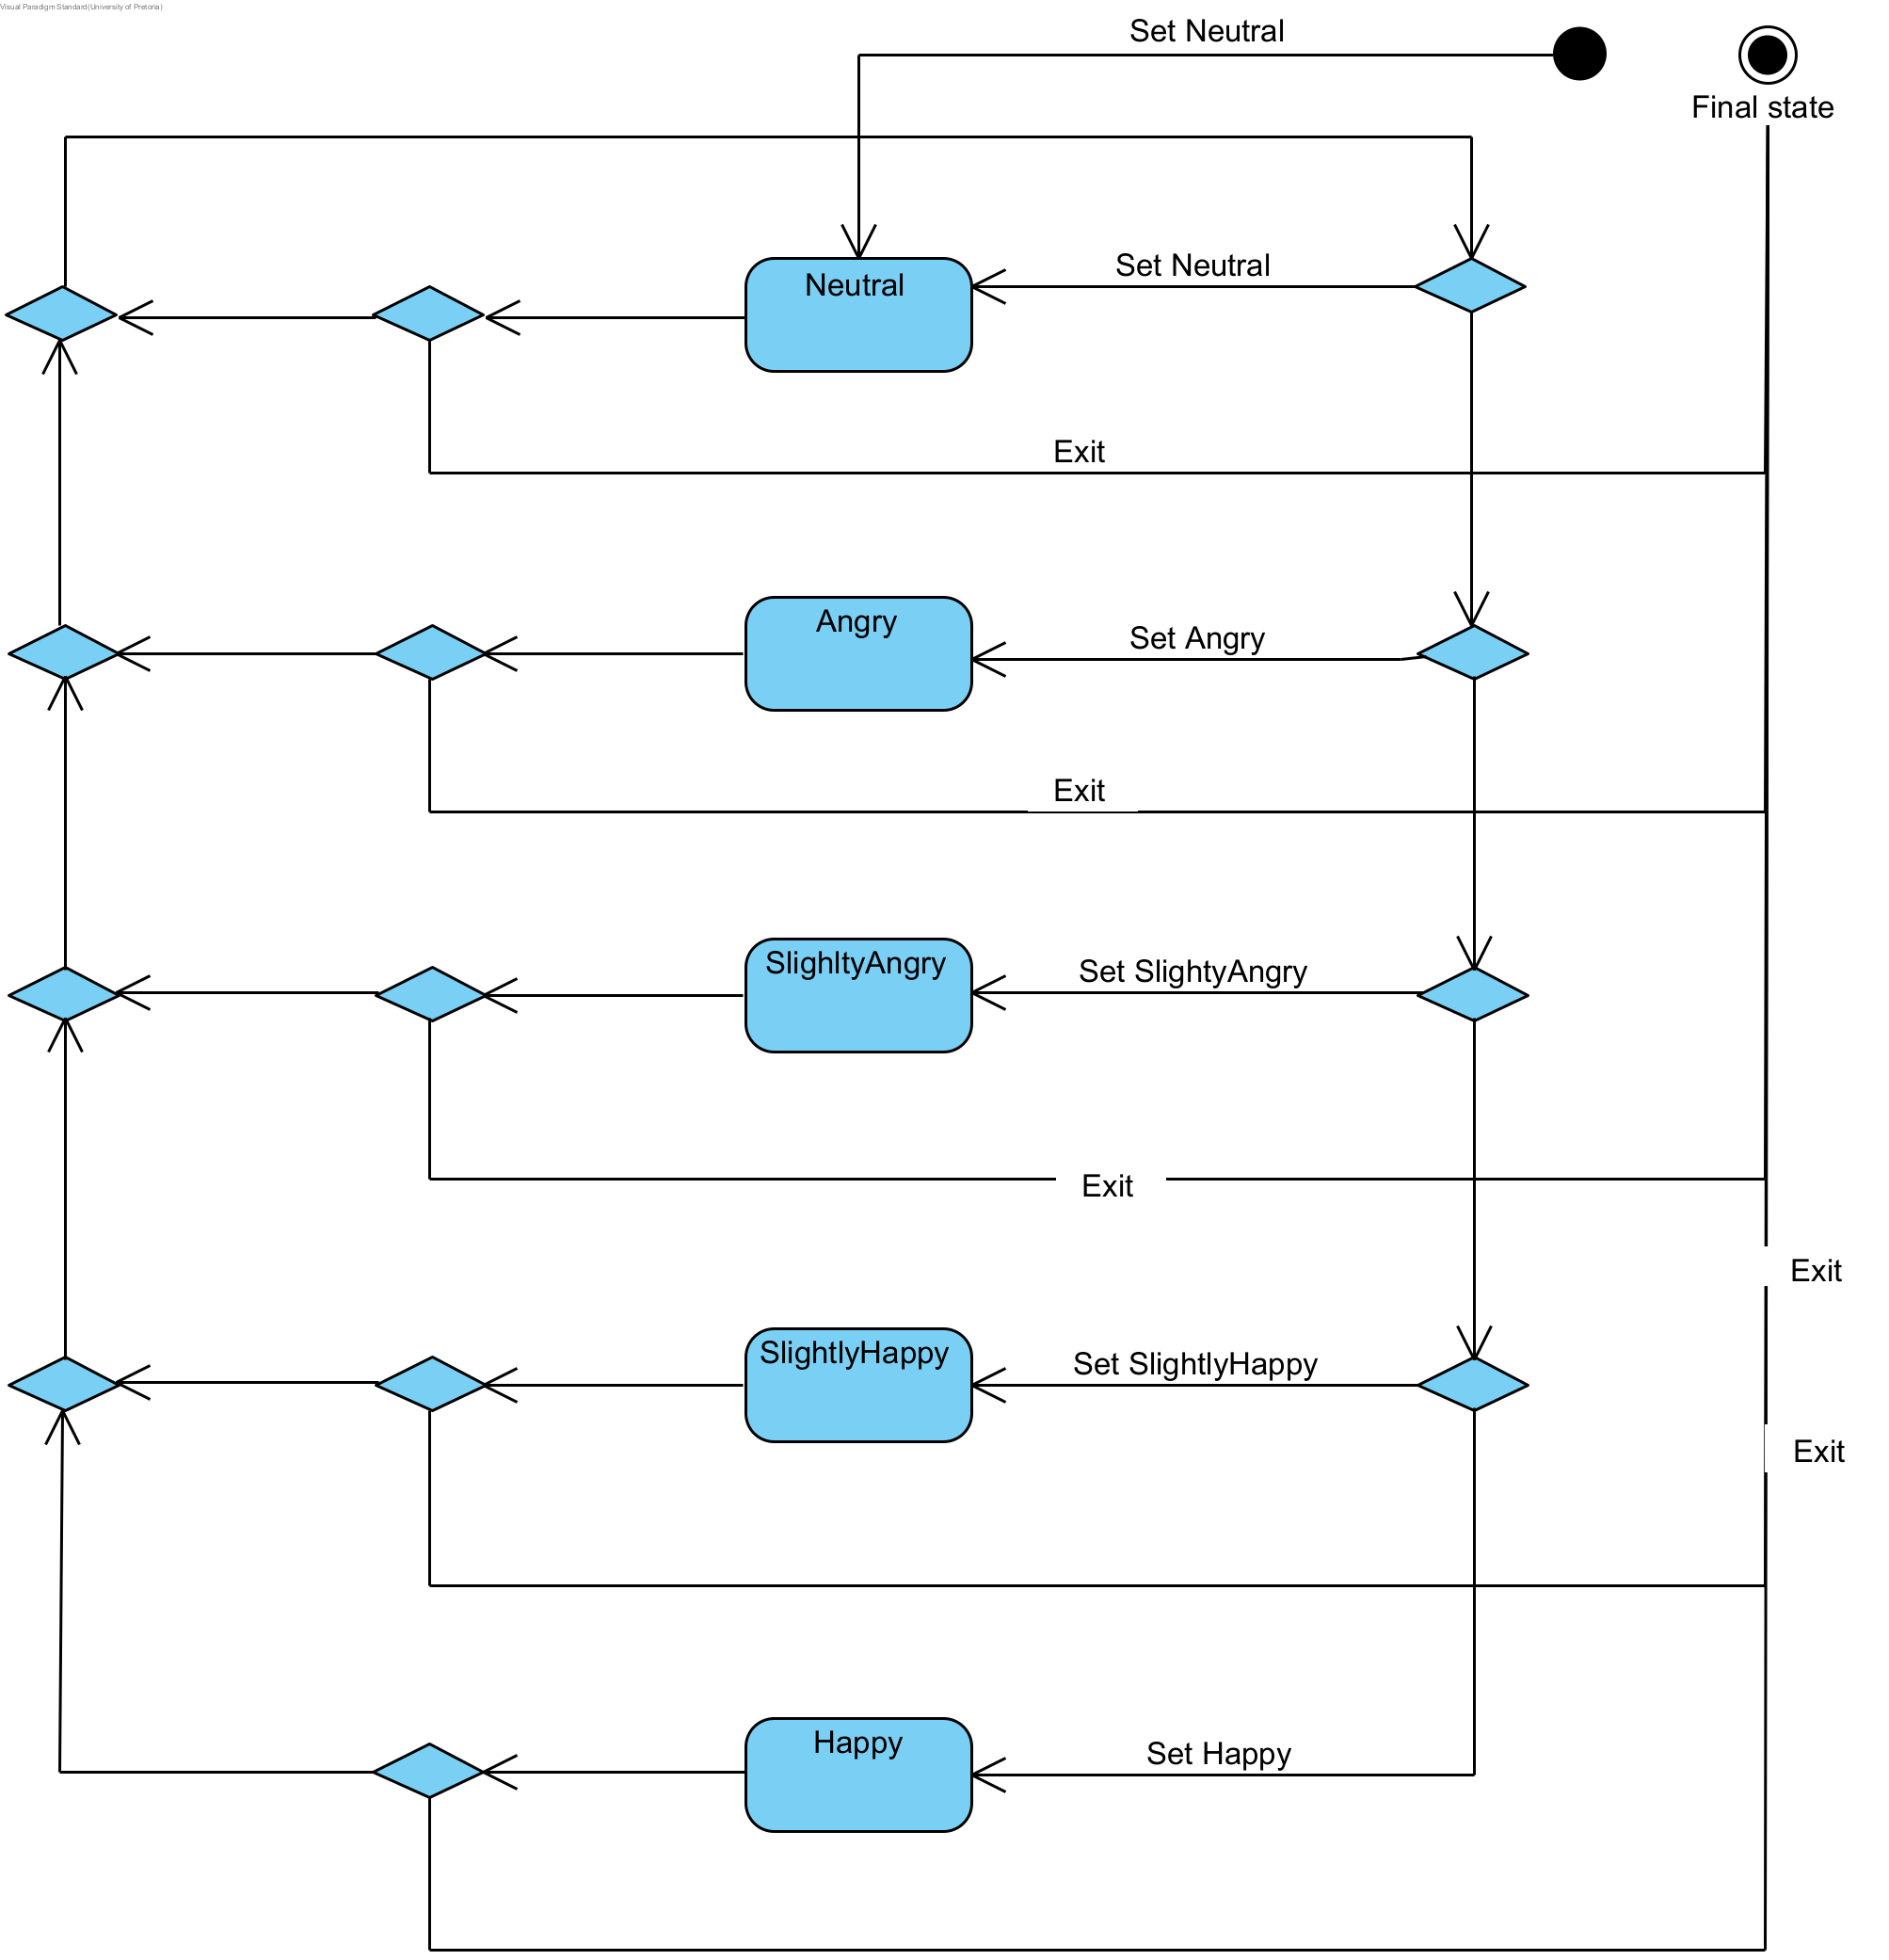 Visual Paradigm Standard(University of Pretoria)
Set Neutral
Final state
Neutral
Set Neutral
Exit
Angry
Set Angry
Exit
SlighltyAngry
Set SlightyAngry
Exit
Exit
SlightlyHappy
Set SlightlyHappy
Exit
Happy
Set Happy